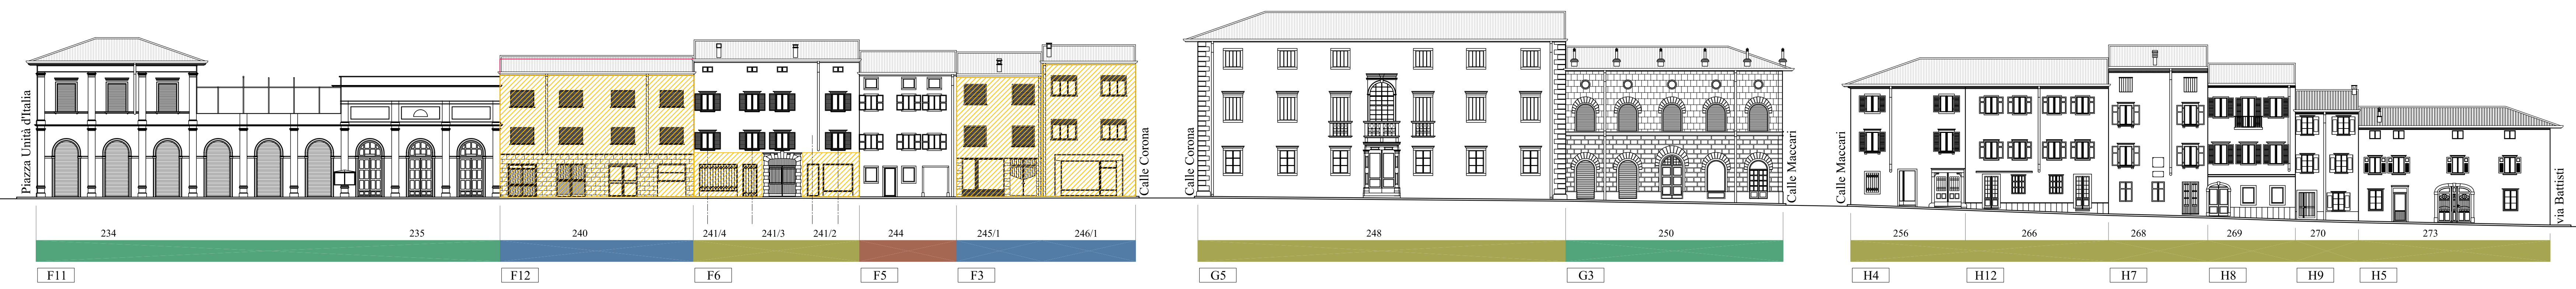 Piazza Unità d'Italia
Calle Corona
Calle Corona
Calle Maccari
Calle Maccari
via Battisti
234 235 240 241/4 241/3 241/2 244 245/1 246/1 248 250 256 266 268 269 270 273
F11 F12 F6 F5 F3 G5 G3 H4 H12 H7 H8 H9 H5